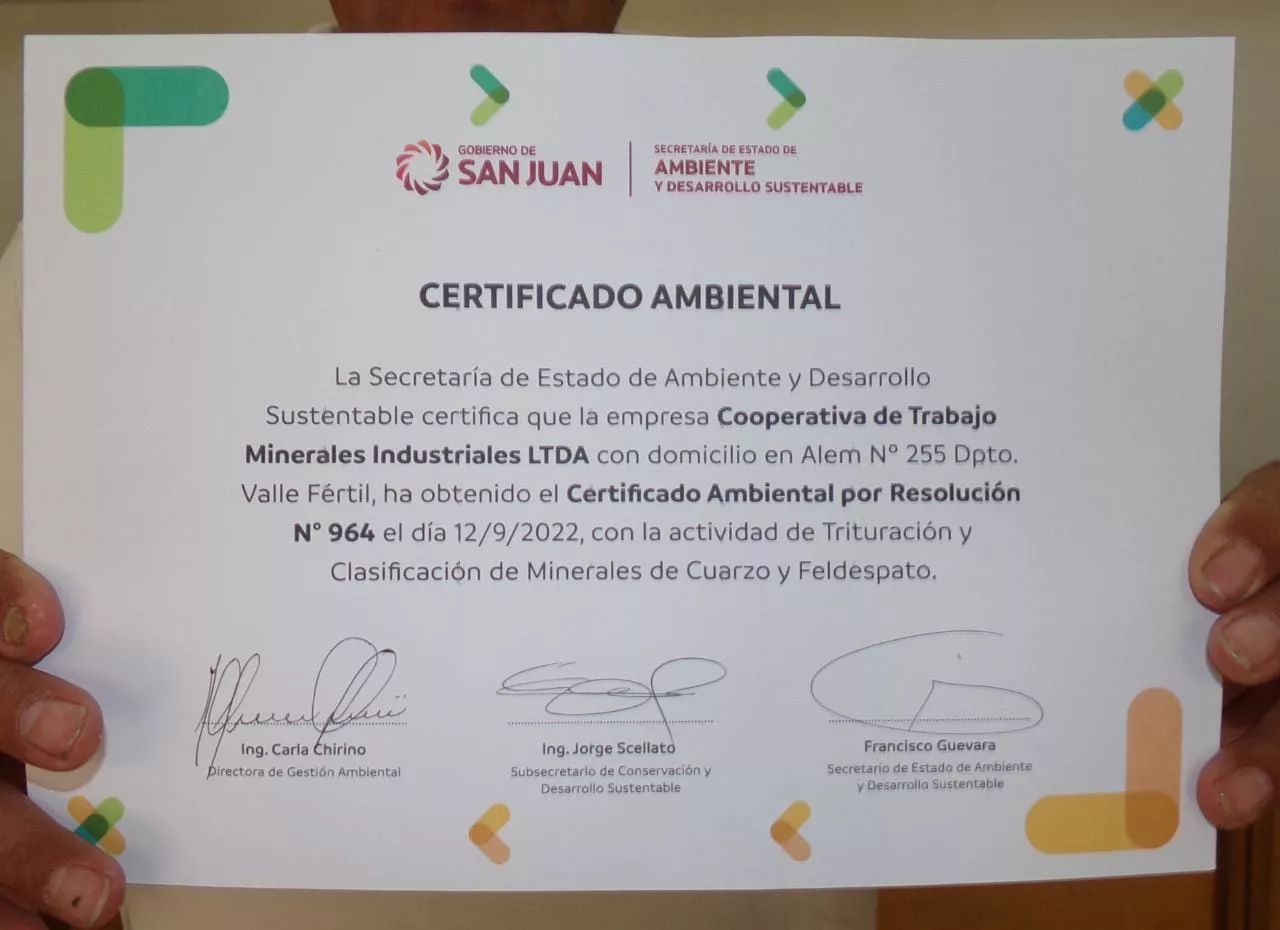 GOBIERNO DE
SAN JUAN
SECRETARÍA DE ESTADO DE
AMBIENTE
Y DESARROLLO SUSTENTABLE
CERTIFICADO AMBIENTAL
La Secretaría de Estado de Ambiente y Desarrollo
Sustentable certifica que la empresa Cooperativa de Trabajo
Minerales Industriales LTDA con domicilio en Alem N° 255 Dpto.
Valle Fértil, ha obtenido el Certificado Ambiental por Resolución
N° 964 el día 12/9/2022, con la actividad de Trituración y
Clasificación de Minerales de Cuarzo y Feldespato.
Ing. Carla Chirino
Directora de Gestión Ambiental
Ing. Jorge Scellato
Subsecretario de Conservación y
Desarrollo Sustentable
Francisco Guevara
Secretario de Estado de Ambiente
y Desarrollo Sustentable